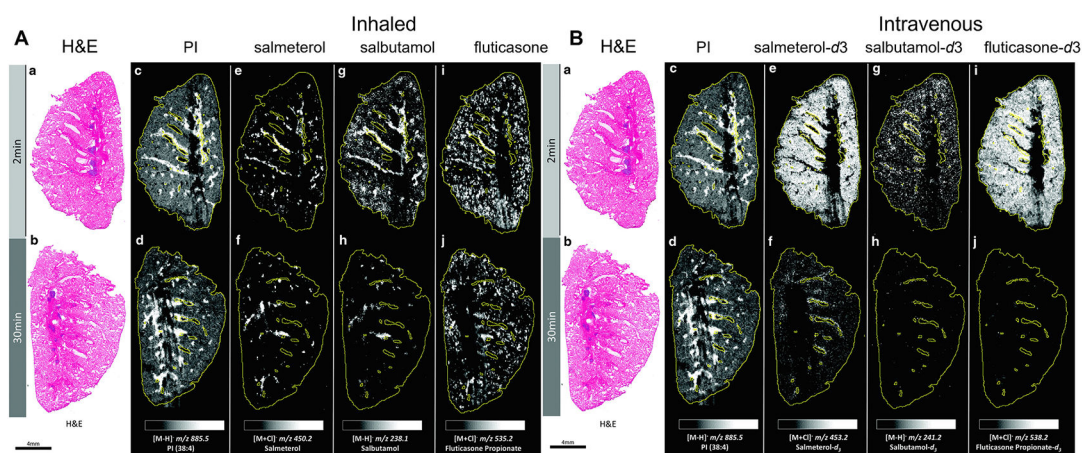 Inhaled
A
H&E
PI
salmeterol
salbutamol
fluticasone
a
c
e
g
i
2min
b
d
f
h
j
30min
H&E
4mm
[M-H]- m/z 885.5
PI (38:4)
[M+Cl]- m/z 450.2
Salmeterol
[M-H]- m/z 238.1
Salbutamol
[M+Cl]- m/z 535.2
Fluticasone Propionate
Intravenous
B
H&E
PI
salmeterol-d3
salbutamol-d3
fluticasone-d3
a
c
e
g
i
2min
b
d
f
h
j
30min
H&E
4mm
[M-H]- m/z 885.5
PI (38:4)
[M+Cl]- m/z 453.2
Salmeterol-d3
[M-H]- m/z 241.2
Salbutamol-d3
[M+Cl]- m/z 538.2
Fluticasone Propionate-d3